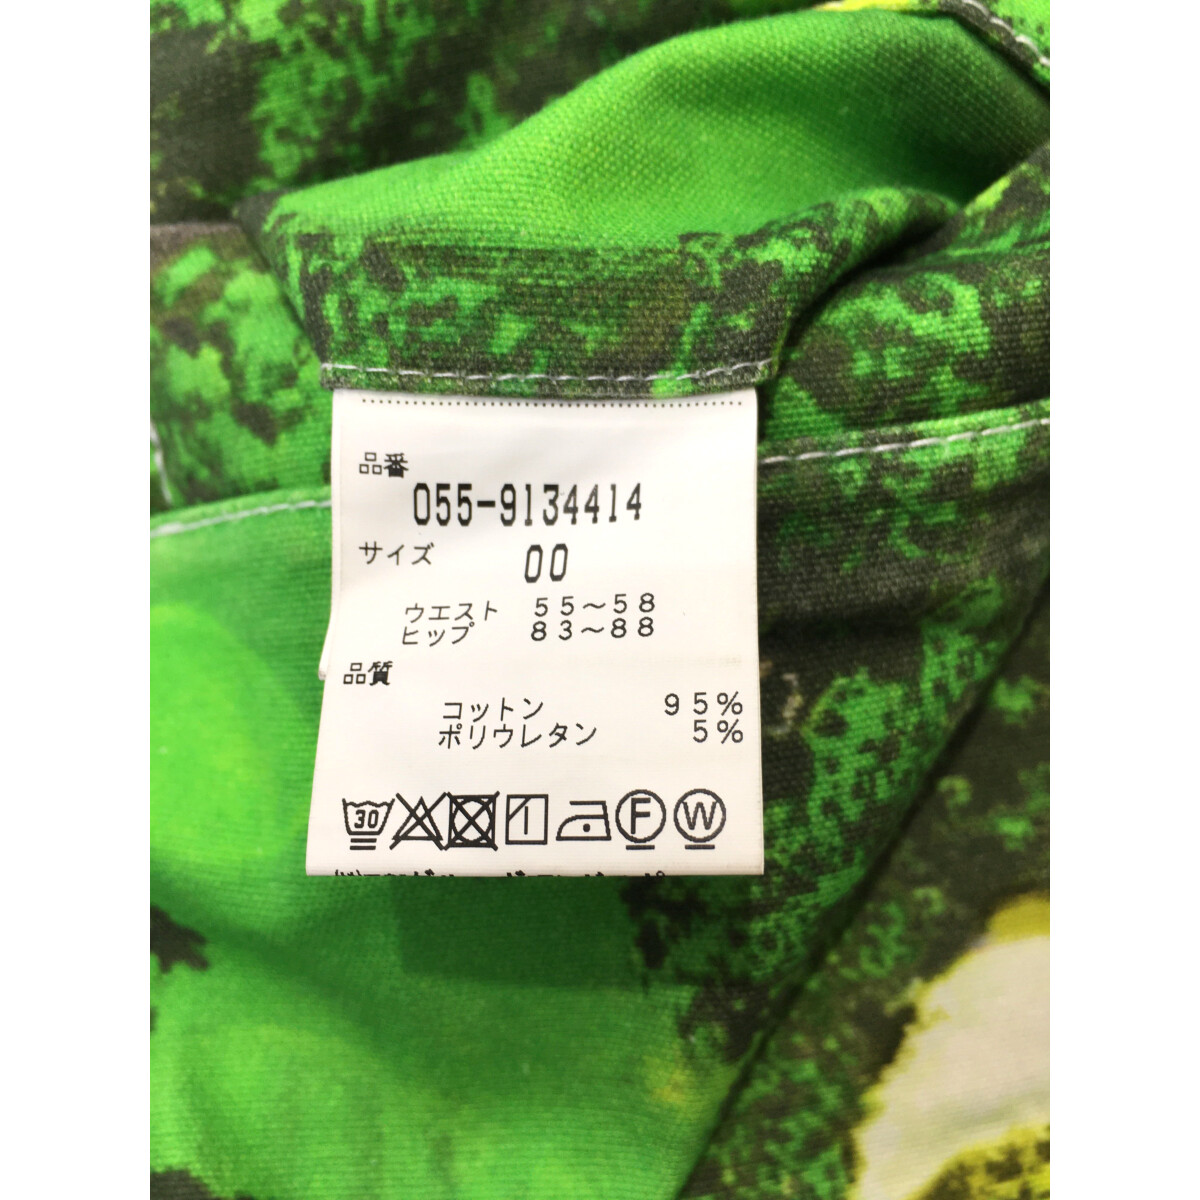 品番
055-9134414
サイズ 00
ウエスト 55～58
ヒップ 83～88
品質
コットン 95%
ポリウレタン 5%
30 F W